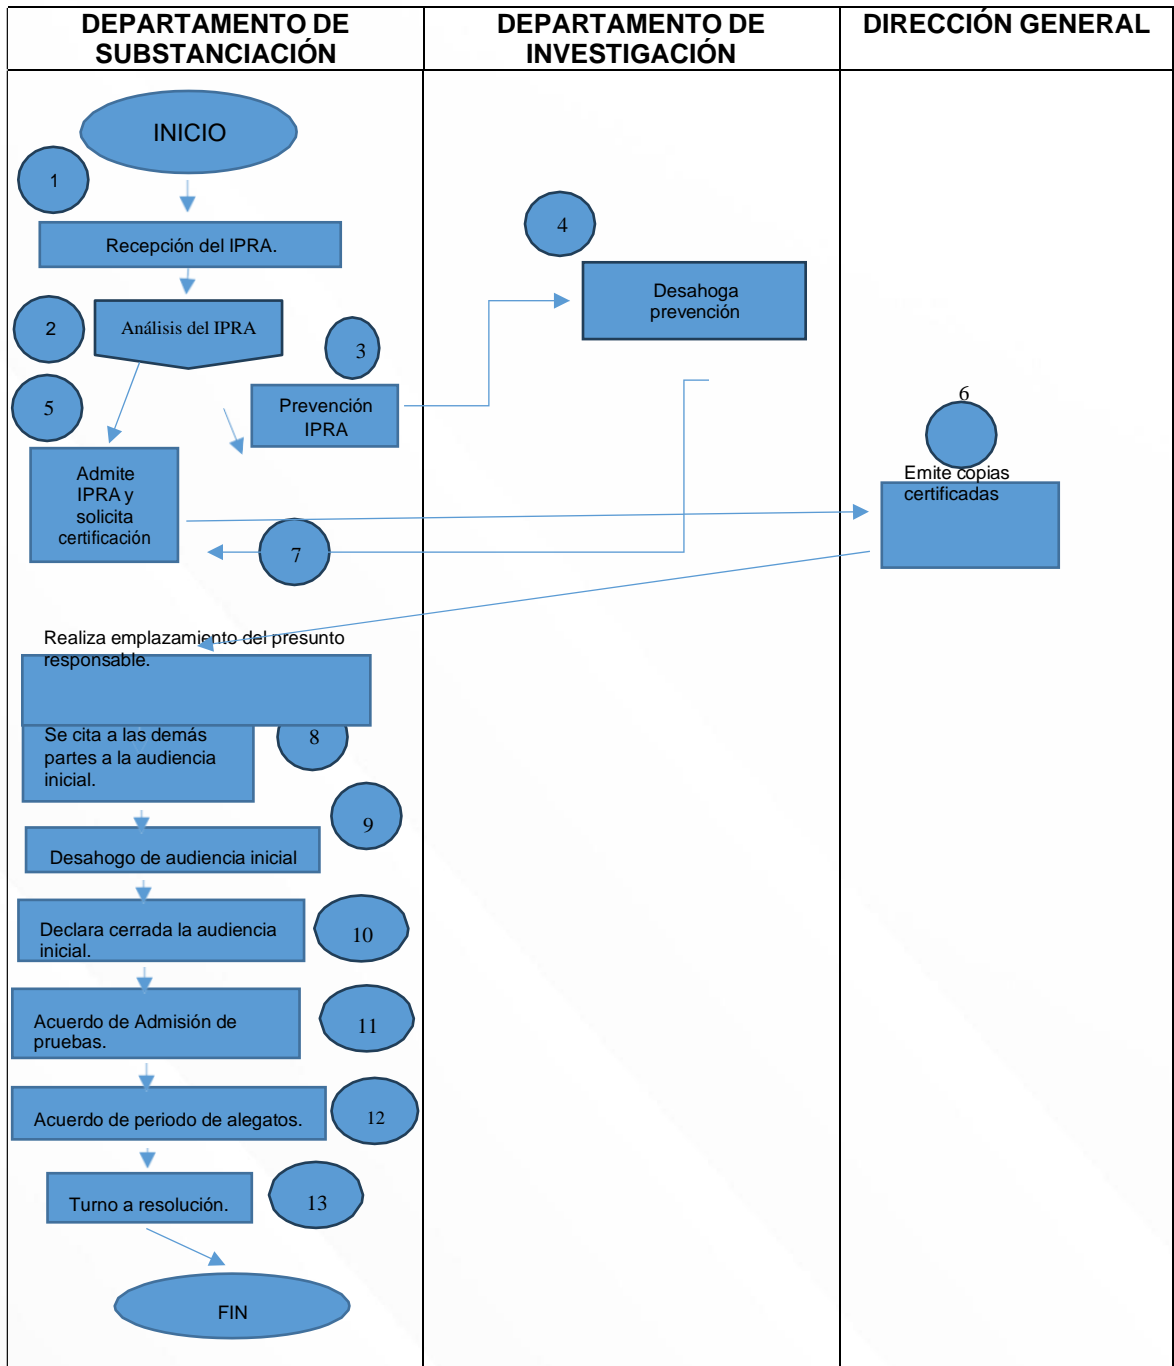 DEPARTAMENTO DE
SUBSTANCIACIÓN
DEPARTAMENTO DE
INVESTIGACIÓN
DIRECCIÓN GENERAL
INICIO
1
Recepción del IPRA.
2
Análisis del IPRA
3
Prevención
IPRA
4
Desahoga
prevención
5
Admite
IPRA y
solicita
certificación
6
Emite copias
certificadas
7
Realiza emplazamiento del presunto
responsable.
Se cita a las demás
partes a la audiencia
inicial.
8
9
Desahogo de audiencia inicial
Declara cerrada la audiencia
inicial.
10
Acuerdo de Admisión de
pruebas.
11
Acuerdo de periodo de alegatos.
12
Turno a resolución.
13
FIN